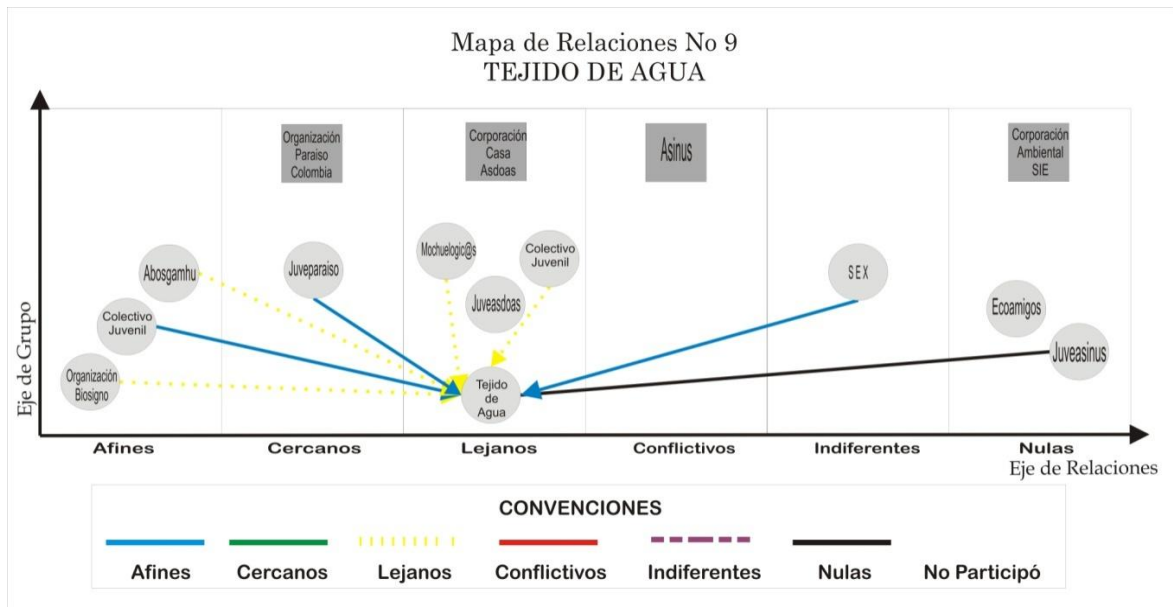 Mapa de Relaciones No 9
TEJIDO DE AGUA
Eje de Grupo
Organización
Paraiso
Colombia
Corporación
Casa
Asdoas
Asinus
Corporación
Ambiental
SIE
Abosgamhu
Colectivo
Juvenil
Organización
Biosigno
Juveparaiso
Mochuelogic@s
Colectivo
Juvenil
Juveasdoas
Tejido
de
Agua
SEX
Ecoamigos
Juveasinus
Afines Cercanos Lejanos Conflictivos Indiferentes Nulas
Eje de Relaciones
CONVENCIONES
Afines Cercanos Lejanos Conflictivos Indiferentes Nulas No Participó